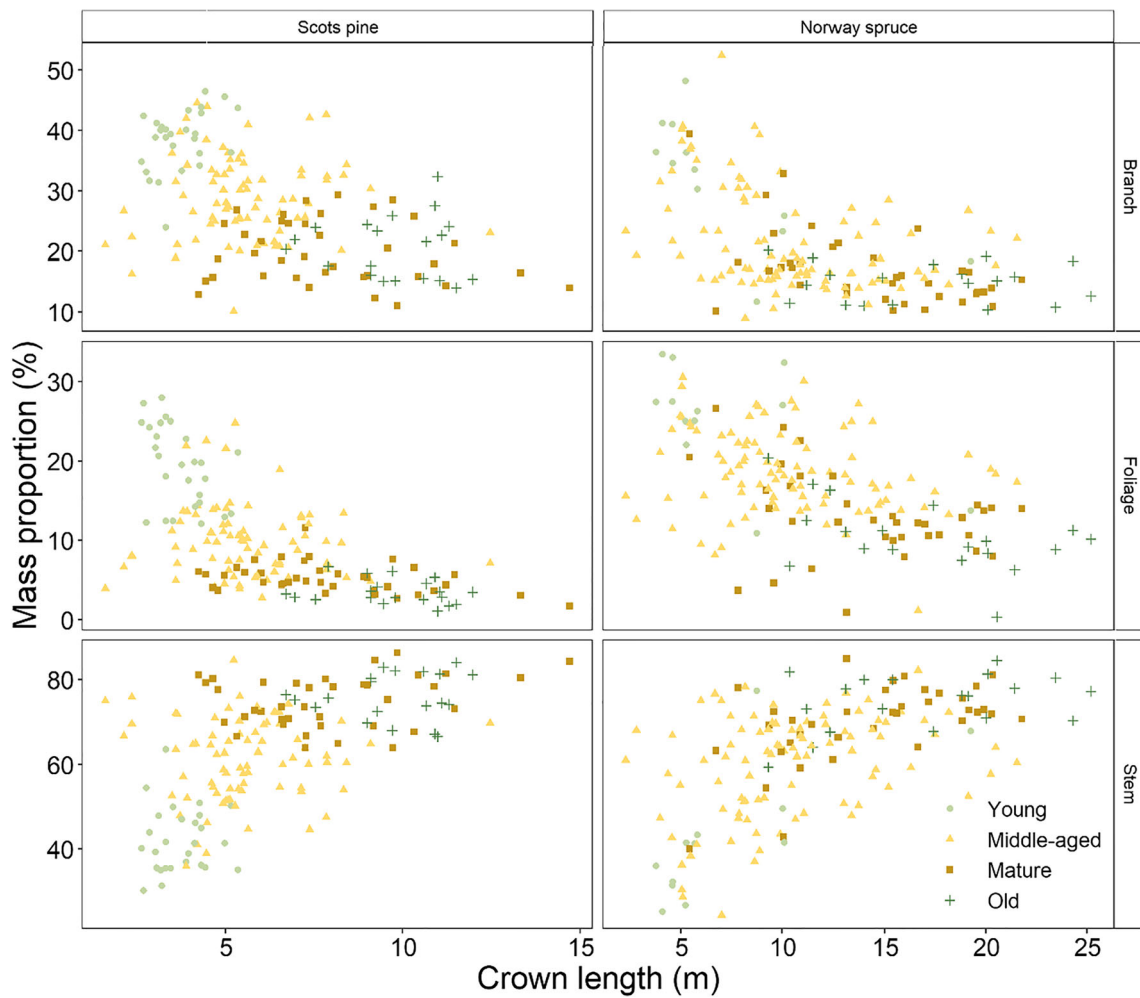 Scots pine
Norway spruce
50
40
30
20
10
Branch
30
20
10
0
Foliage
80
60
40
Stem
Mass proportion (%)
Young
Middle-aged
Mature
Old
5
10
15
5
10
15
20
25
Crown length (m)